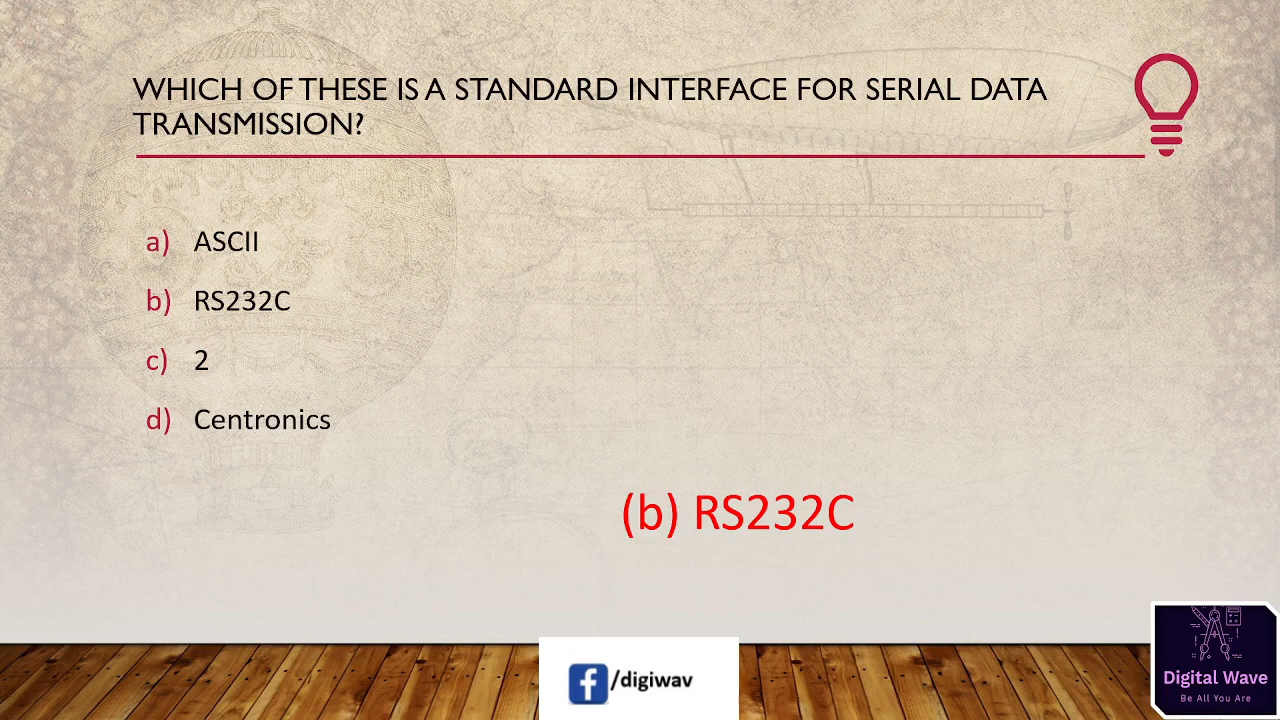 WHICH OF THESE IS A STANDARD INTERFACE FOR SERIAL DATA
TRANSMISSION?
a) ASCII
b) RS232C
c) 2
d) Centronics
(b) RS232C
f/digiwav
Digital Wave
Be All You Are